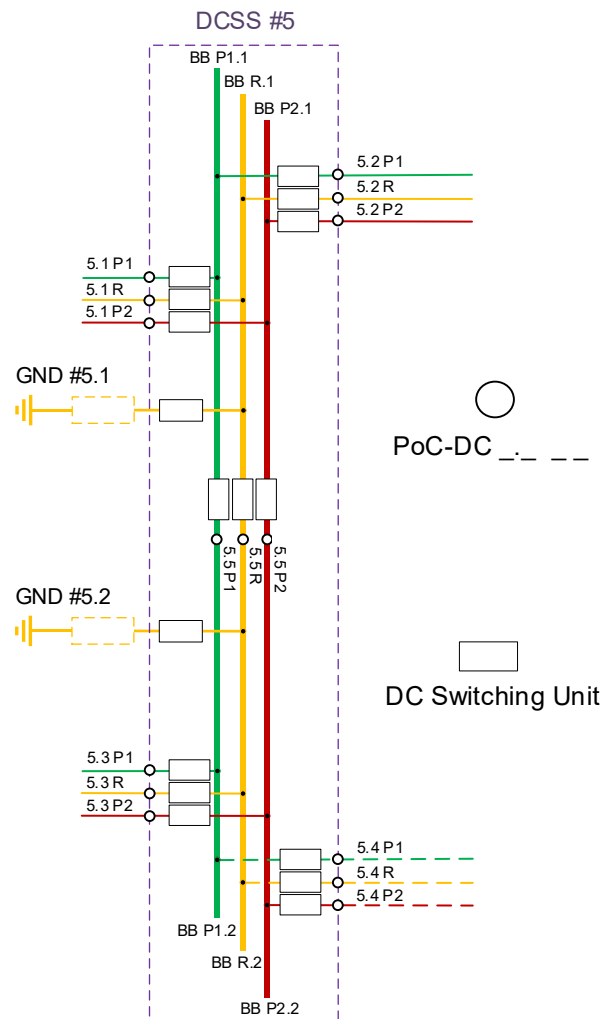 DCSS #5
BB P1.1
BB R.1
BB P2.1
5.2 P1
5.2 R
5.2 P2
5.1 P1
5.1 R
5.1 P2
GND #5.1
PoC-DC _._ _ _
5.5 P1
5.5 R
5.5 P2
GND #5.2
DC Switching Unit
5.3 P1
5.3 R
5.3 P2
5.4 P1
5.4 R
5.4 P2
BB P1.2
BB R.2
BB P2.2